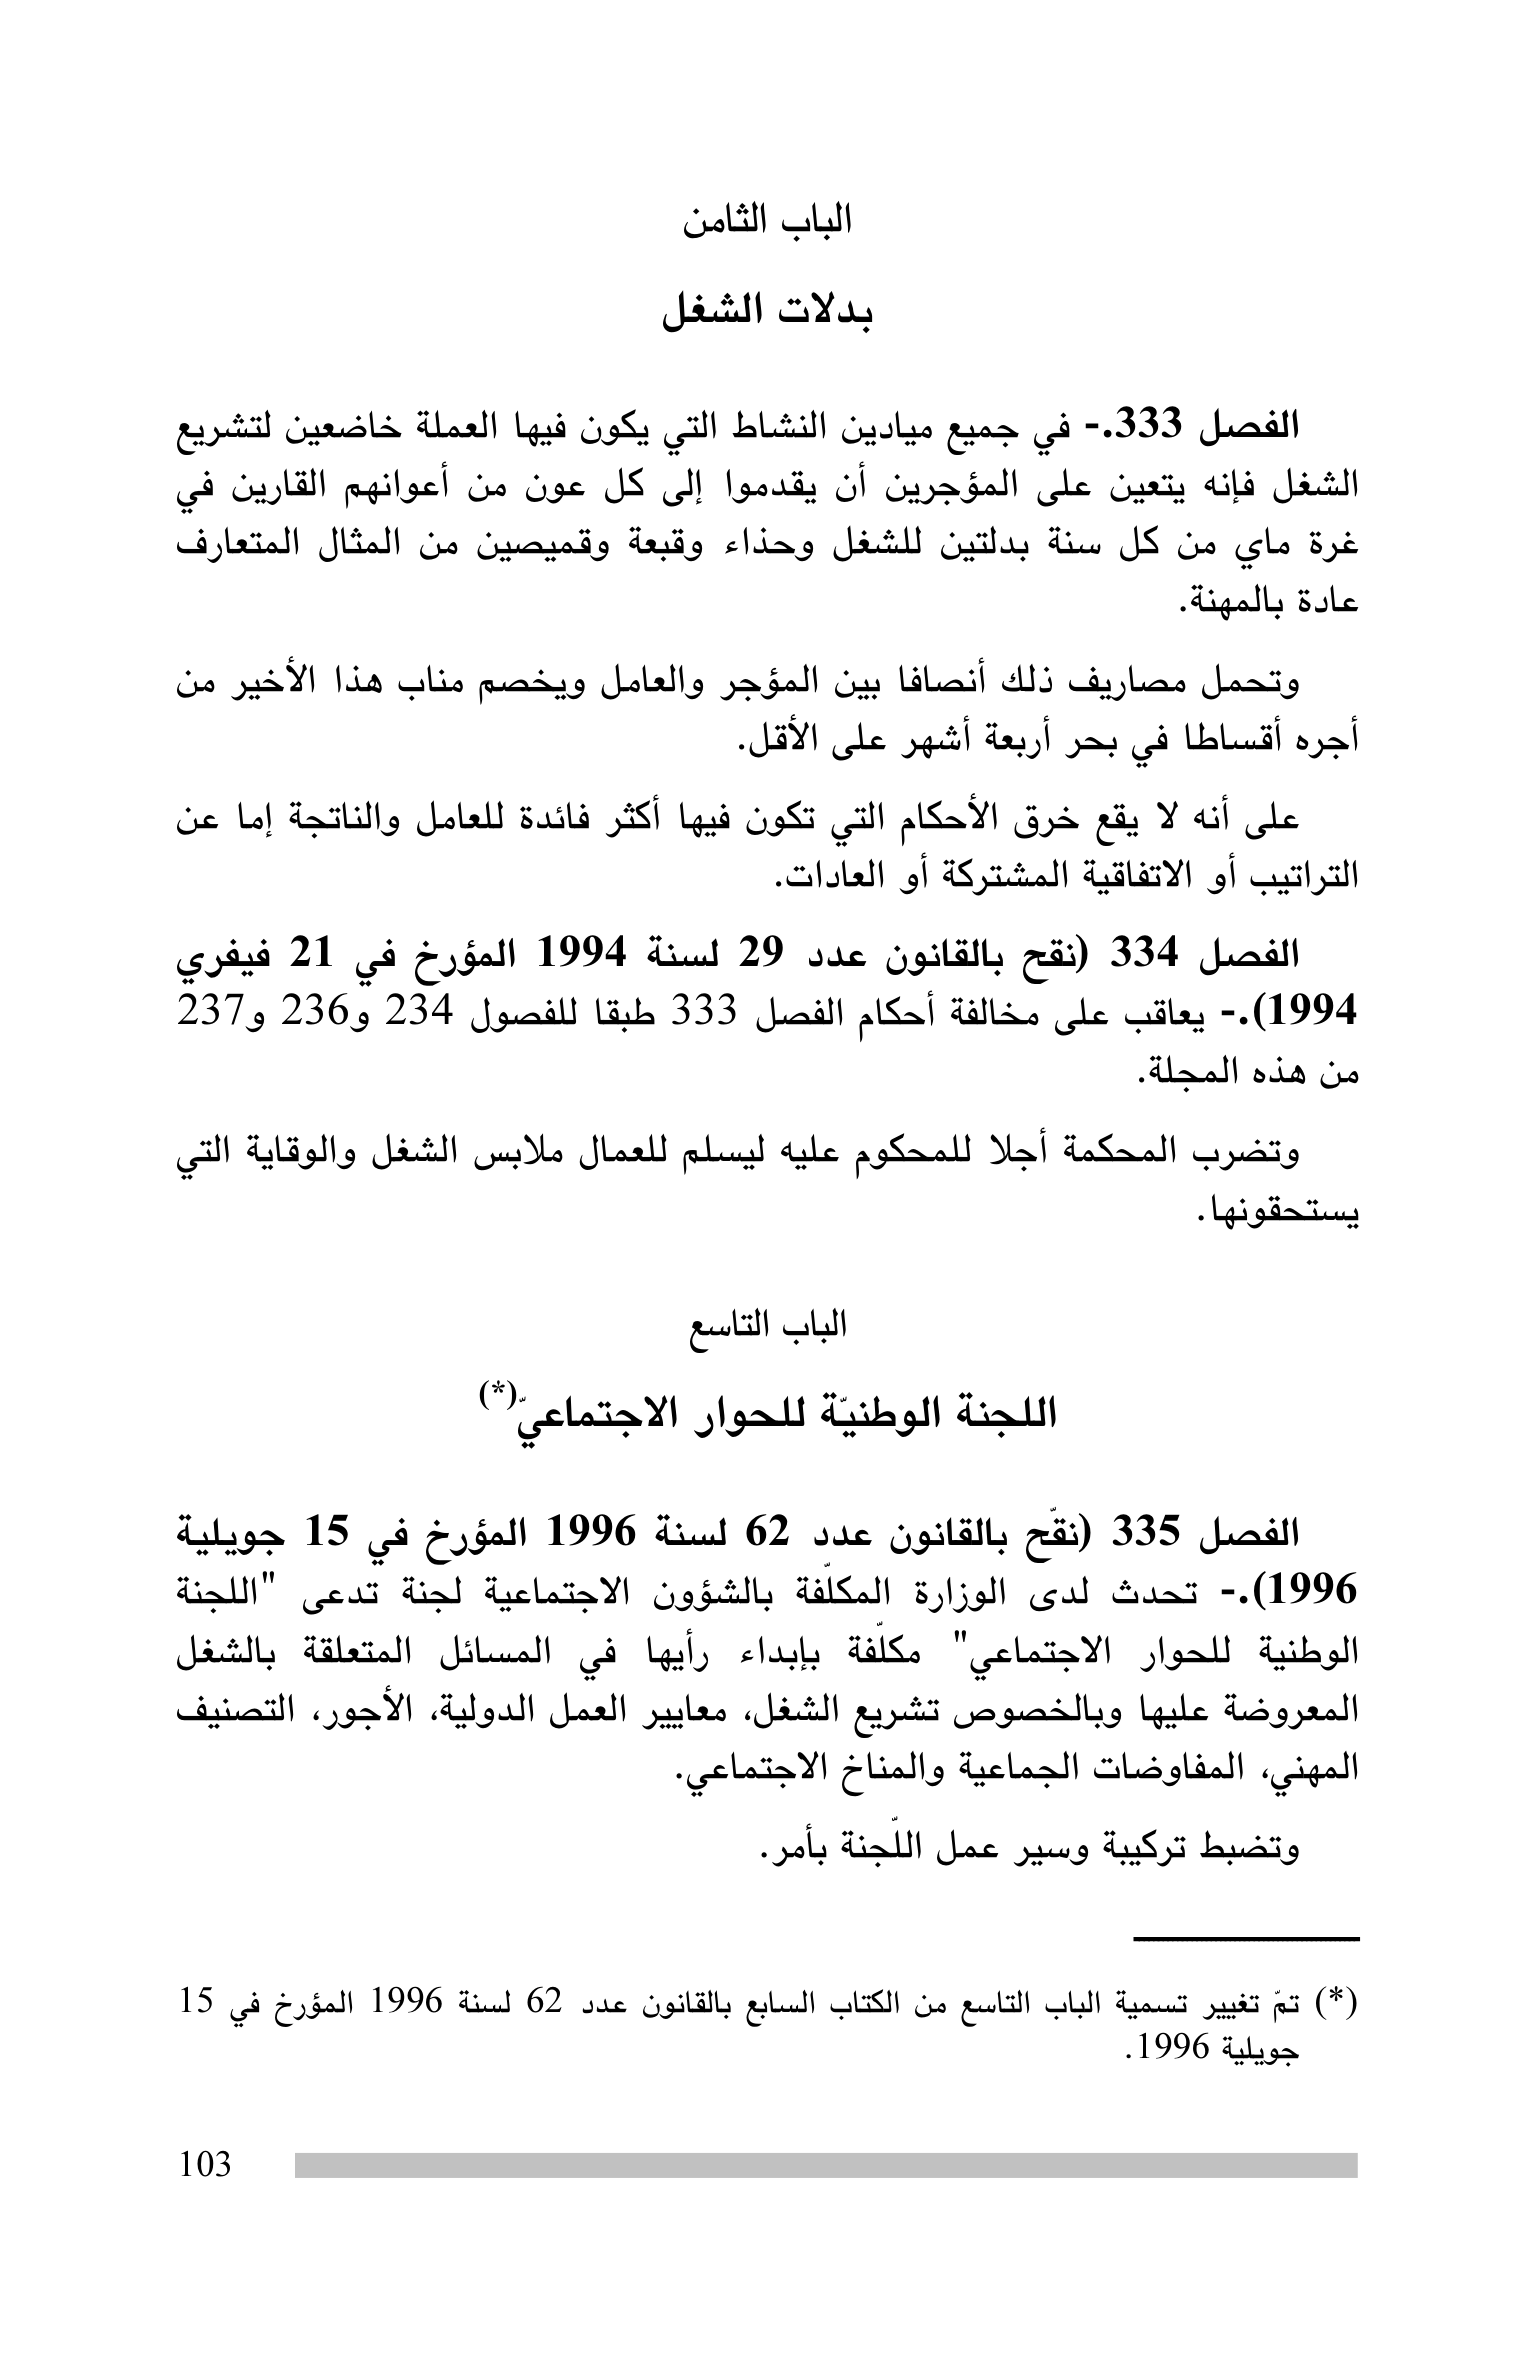 الباب الثامن
بدلات الشغل
الفصل 333.- في جميع ميادين النشاط التي يكون فيها العملة خاضعين لتشريع
الشغل فإنه يتعين على المؤجرين أن يقدموا إلى كل عون من أعوانهم القارين في
غرة ماي من كل سنة بدلتين للشغل وحذاء وقبعة وقميصين من المثال المتعارف
عادة بالمهنة.
وتحمل مصاريف ذلك أنصافا بين المؤجر والعامل ويخصم مناب هذا الأخير من
أجره أقساطا في بحر أربعة أشهر على الأقل.
على أنه لا يقع خرق الأحكام التي تكون فيها أكثر فائدة للعامل والناتجة إما عن
التراتيب أو الاتفاقية المشتركة أو العادات.
الفصل 334 (نقح بالقانون عدد 29 لسنة 1994 المؤرخ في 21 فيفري
1994).- يعاقب على مخالفة أحكام الفصل 333 طبقا للفصول 234 و236 و237
من هذه المجلة.
وتضرب المحكمة أجلا للمحكوم عليه ليسلم للعمال ملابس الشغل والوقاية التي
يستحقونها.
الباب التاسع
اللجنة الوطنيّة للحوار الاجتماعيّ(*)
الفصل 335 (نقّح بالقانون عدد 62 لسنة 1996 المؤرخ في 15 جويلية
1996).- تحدث لدى الوزارة المكلّفة بالشؤون الاجتماعية لجنة تدعى "اللجنة
الوطنية للحوار الاجتماعي" مكلّفة بإبداء رأيها في المسائل المتعلقة بالشغل
المعروضة عليها وبالخصوص تشريع الشغل، معايير العمل الدولية، الأجور، التصنيف
المهني، المفاوضات الجماعية والمناخ الاجتماعي.
وتضبط تركيبة وسير عمل اللّجنة بأمر.
(*) تمّ تغيير تسمية الباب التاسع من الكتاب السابع بالقانون عدد 62 لسنة 1996 المؤرخ في 15
جويلية 1996.
103